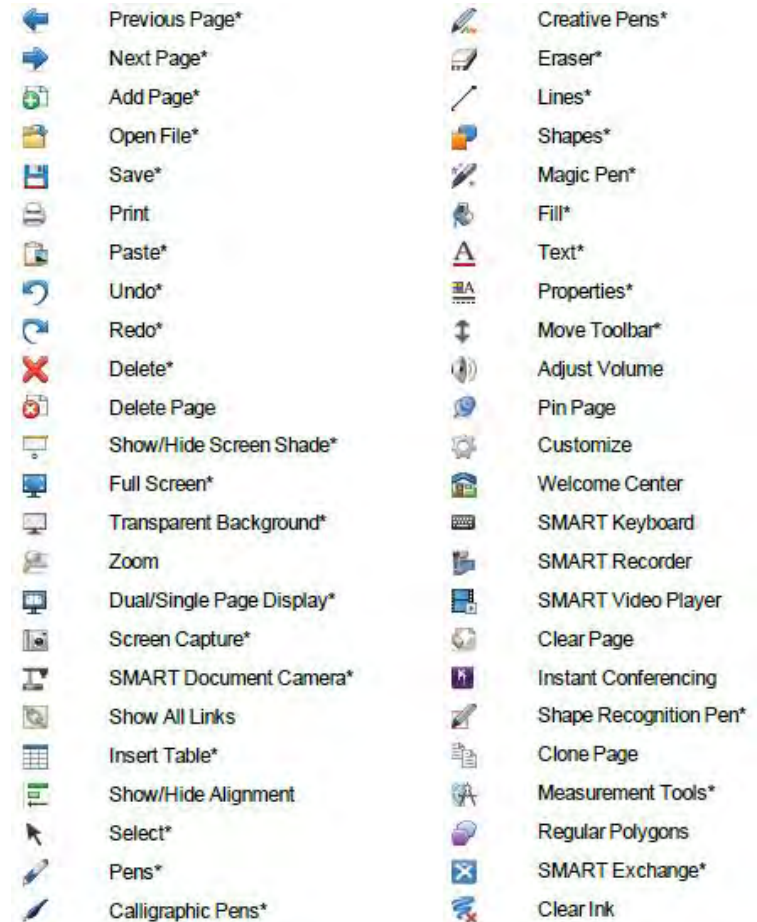 Previous Page*
Next Page*
Add Page*
Open File*
Save*
Print
Paste*
Undo*
Redo*
Delete*
Delete Page
Show/Hide Screen Shade*
Full Screen*
Transparent Background*
Zoom
Dual/Single Page Display*
Screen Capture*
SMART Document Camera*
Show All Links
Insert Table*
Show/Hide Alignment
Select*
Pens*
Calligraphic Pens*
Creative Pens*
Eraser*
Lines*
Shapes*
Magic Pen*
Fill*
Text*
Properties*
Move Toolbar*
Adjust Volume
Pin Page
Customize
Welcome Center
SMART Keyboard
SMART Recorder
SMART Video Player
Clear Page
Instant Conferencing
Shape Recognition Pen*
Clone Page
Measurement Tools*
Regular Polygons
SMART Exchange*
Clear Ink